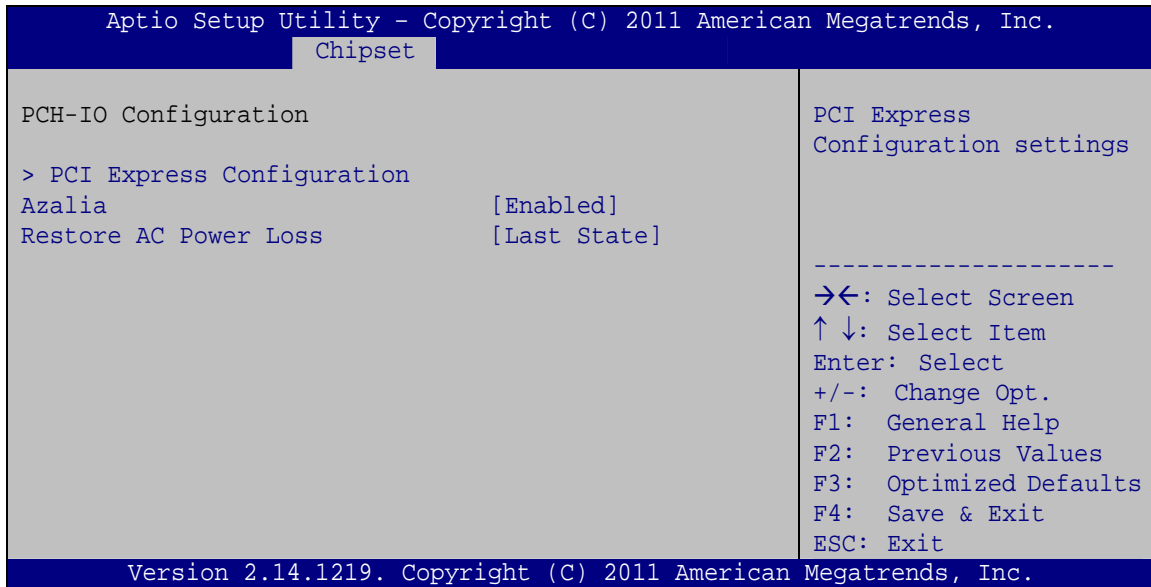 Aptio Setup Utility – Copyright (C) 2011 American Megatrends, Inc.
Chipset
PCH-IO Configuration
> PCI Express Configuration
Azalia [Enabled]
Restore AC Power Loss [Last State]
PCI Express
Configuration settings
---------------------
→←: Select Screen
↑ ↓: Select Item
Enter: Select
+/-: Change Opt.
F1: General Help
F2: Previous Values
F3: Optimized Defaults
F4: Save & Exit
ESC: Exit
Version 2.14.1219. Copyright (C) 2011 American Megatrends, Inc.